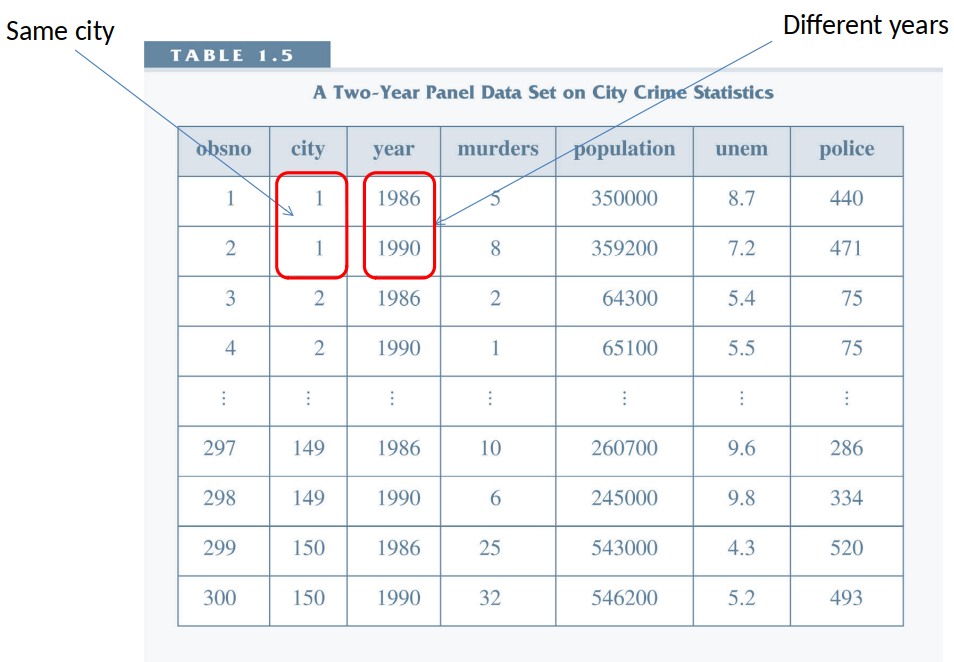 Same city
Different years
TABLE 1.5
A Two-Year Panel Data Set on City Crime Statistics
obsno city year murders population unem police
1 1 1986 5 350000 8.7 440
2 1 1990 8 359200 7.2 471
3 2 1986 2 64300 5.4 75
4 2 1990 1 65100 5.5 75
⋮ ⋮ ⋮ ⋮ ⋮ ⋮ ⋮
297 149 1986 10 260700 9.6 286
298 149 1990 6 245000 9.8 334
299 150 1986 25 543000 4.3 520
300 150 1990 32 546200 5.2 493